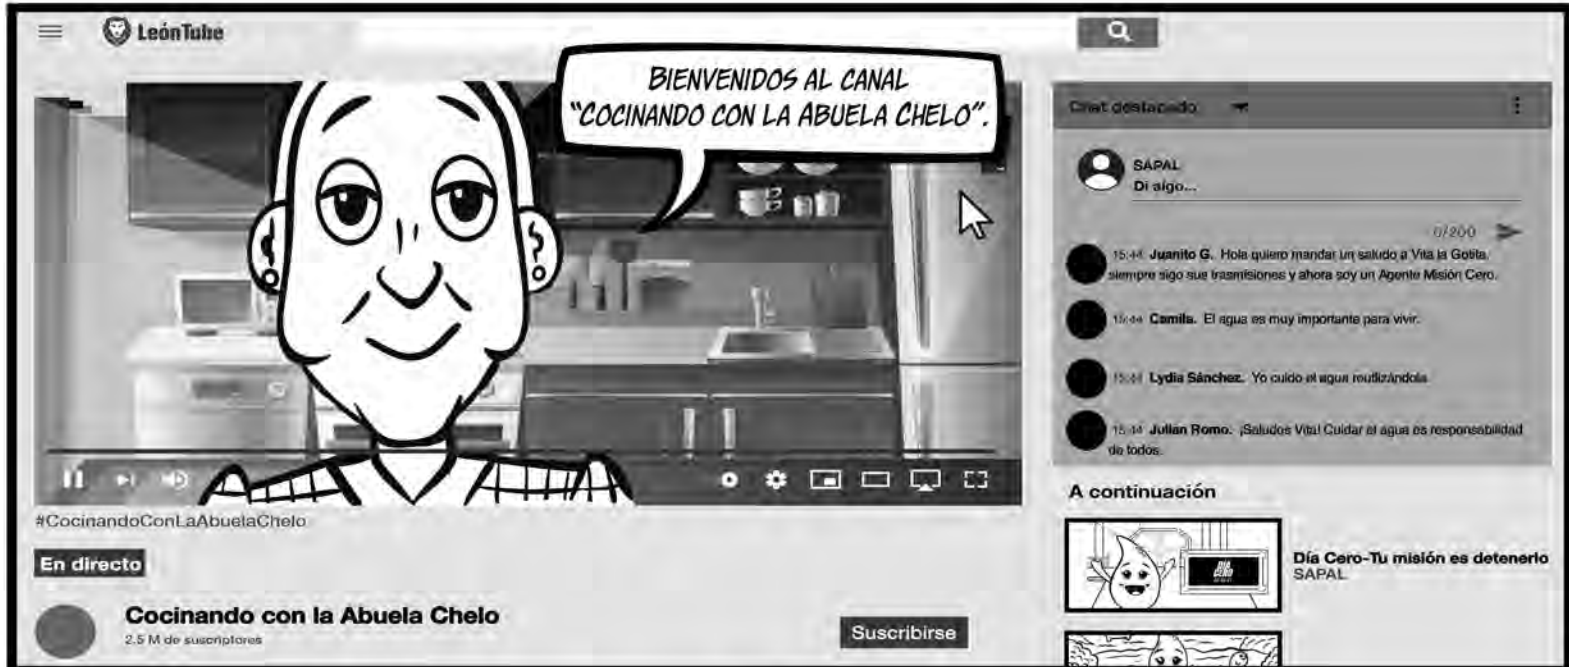 LeónTube
BIENVENIDOS AL CANAL
"COCINANDO CON LA ABUELA CHELO".
Chat destacado
SAPAL
Di algo...
0/200
15:44 Juanito G. Hola quiero mandar un saludo a Vita la Gotita,
siempre sigo sus trasmisiones y ahora soy un Agente Misión Cero.
15:44 Camila. El agua es muy importante para vivir.
15:44 Lydia Sánchez. Yo cuido el agua reutlizándola.
15:44 Julian Romo. ¡Saludos Vita! Cuidar el agua es responsabilidad
de todos.
#CocinandoConLaAbuelaChelo
En directo
Cocinando con la Abuela Chelo
2.5 M de suscriptores
Suscribirse
A continuación
DÍA
CERO
Día Cero-Tu misión es detenerlo
SAPAL